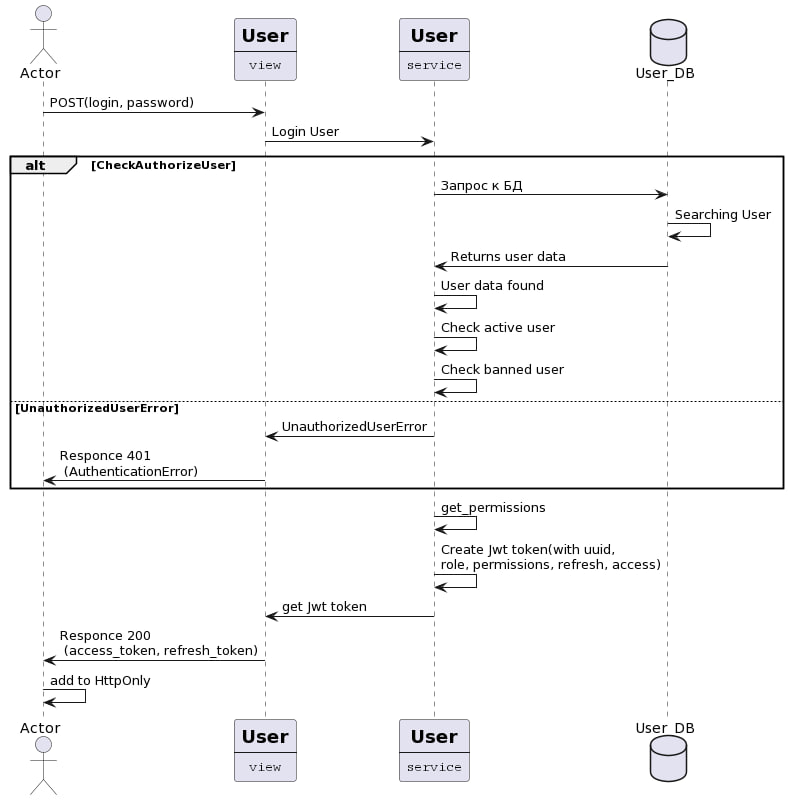 Actor
User
view
User
service
User_DB
POST(login, password)
Login User
alt
[CheckAuthorizeUser]
Запрос к БД
Searching User
Returns user data
User data found
Check active user
Check banned user
[UnauthorizedUserError]
UnauthorizedUserError
Responce 401
(AuthenticationError)
get_permissions
Create Jwt token(with uuid,
role, permissions, refresh, access)
get Jwt token
Responce 200
(access_token, refresh_token)
add to HttpOnly
Actor
User
view
User
service
User_DB